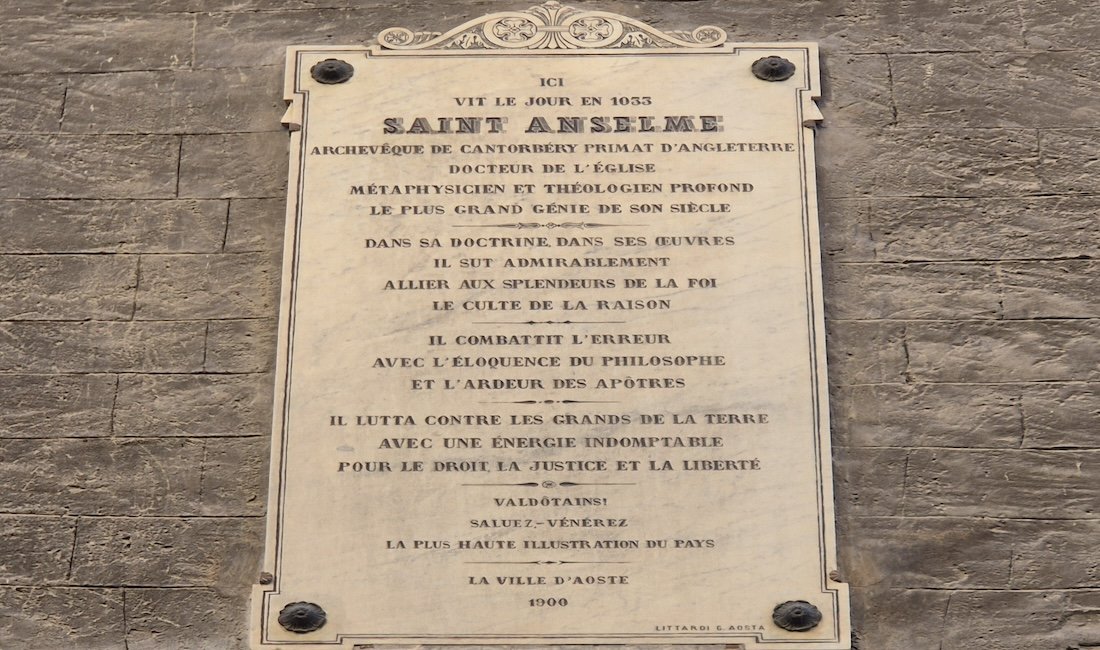 ICI
VIT LE JOUR EN 1033
SAINT ANSELME
ARCHEVÊQUE DE CANTORBÉRY PRIMAT D'ANGLETERRE
DOCTEUR DE L'ÉGLISE
MÉTAPHYSICIEN ET THÉOLOGIEN PROFOND
LE PLUS GRAND GÉNIE DE SON SIÈCLE
DANS SA DOCTRINE, DANS SES ŒUVRES
IL SUT ADMIRABLEMENT
ALLIER AUX SPLENDEURS DE LA FOI
LE CULTE DE LA RAISON
IL COMBATTIT L'ERREUR
AVEC L'ÉLOQUENCE DU PHILOSOPHE
ET L'ARDEUR DES APÔTRES
IL LUTTA CONTRE LES GRANDS DE LA TERRE
AVEC UNE ÉNERGIE INDOMPTABLE
POUR LE DROIT, LA JUSTICE ET LA LIBERTÉ
VALDÔTAINS!
SALUEZ,-VÉNÉREZ
LA PLUS HAUTE ILLUSTRATION DU PAYS
LA VILLE D'AOSTE
1900
LITTARDI G. AOSTA